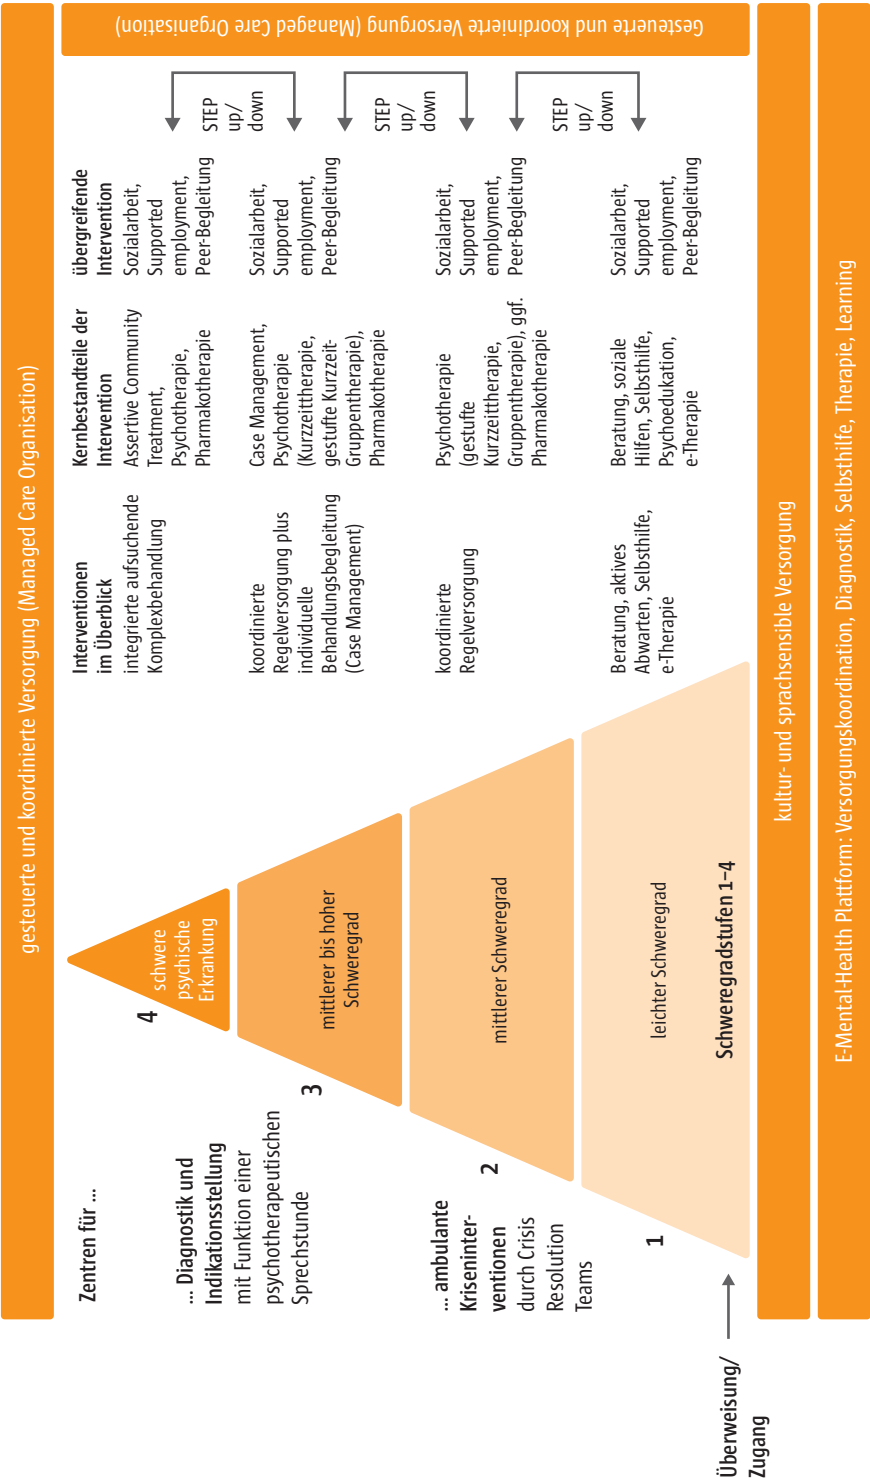 gesteuerte und koordinierte Versorgung (Managed Care Organisation)
Zentren für ...
... Diagnostik und
Indikationsstellung
mit Funktion einer
psychotherapeutischen
Sprechstunde
... ambulante
Kriseninter-
ventionen
durch Crisis
Resolution
Teams
Überweisung/
Zugang
4
schwere
psychische
Erkrankung
3
mittlerer bis hoher
Schweregrad
2
mittlerer Schweregrad
1
leichter Schweregrad
Schweregradstufen 1–4
Interventionen
im Überblick
integrierte aufsuchende
Komplexbehandlung
koordinierte
Regelversorgung plus
individuelle
Behandlungsbegleitung
(Case Management)
koordinierte
Regelversorgung
Beratung, aktives
Abwarten, Selbsthilfe,
e-Therapie
Kernbestandteile der
Intervention
Assertive Community
Treatment,
Psychotherapie,
Pharmakotherapie
Case Management,
Psychotherapie
(Kurzzeittherapie,
gestufte Kurzzeit-
Gruppentherapie),
Pharmakotherapie
Psychotherapie
(gestufte
Kurzzeittherapie,
Gruppentherapie), ggf.
Pharmakotherapie
Beratung, soziale
Hilfen, Selbsthilfe,
Psychoedukation,
e-Therapie
übergreifende
Intervention
Sozialarbeit,
Supported
employment,
Peer-Begleitung
Sozialarbeit,
Supported
employment,
Peer-Begleitung
Sozialarbeit,
Supported
employment,
Peer-Begleitung
Sozialarbeit,
Supported
employment,
Peer-Begleitung
STEP
up/
down
STEP
up/
down
STEP
up/
down
Gesteuerte und koordinierte Versorgung (Managed Care Organisation)
kultur- und sprachsensible Versorgung
E-Mental-Health Plattform: Versorgungskoordination, Diagnostik, Selbsthilfe, Therapie, Learning